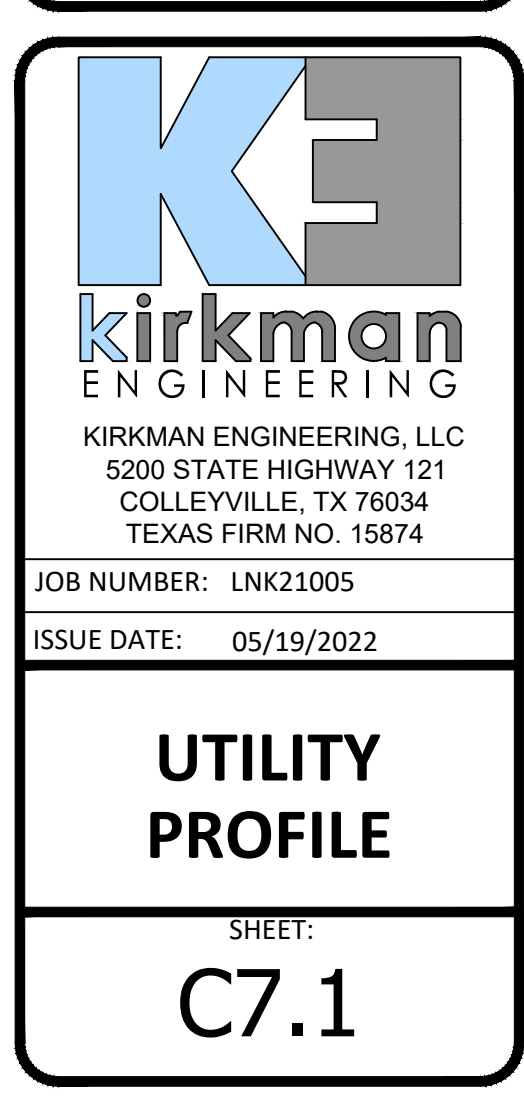 KE
kirkman
ENGINEERING
KIRKMAN ENGINEERING, LLC
5200 STATE HIGHWAY 121
COLLEYVILLE, TX 76034
TEXAS FIRM NO. 15874
JOB NUMBER: LNK21005
ISSUE DATE: 05/19/2022
UTILITY
PROFILE
SHEET:
C7.1